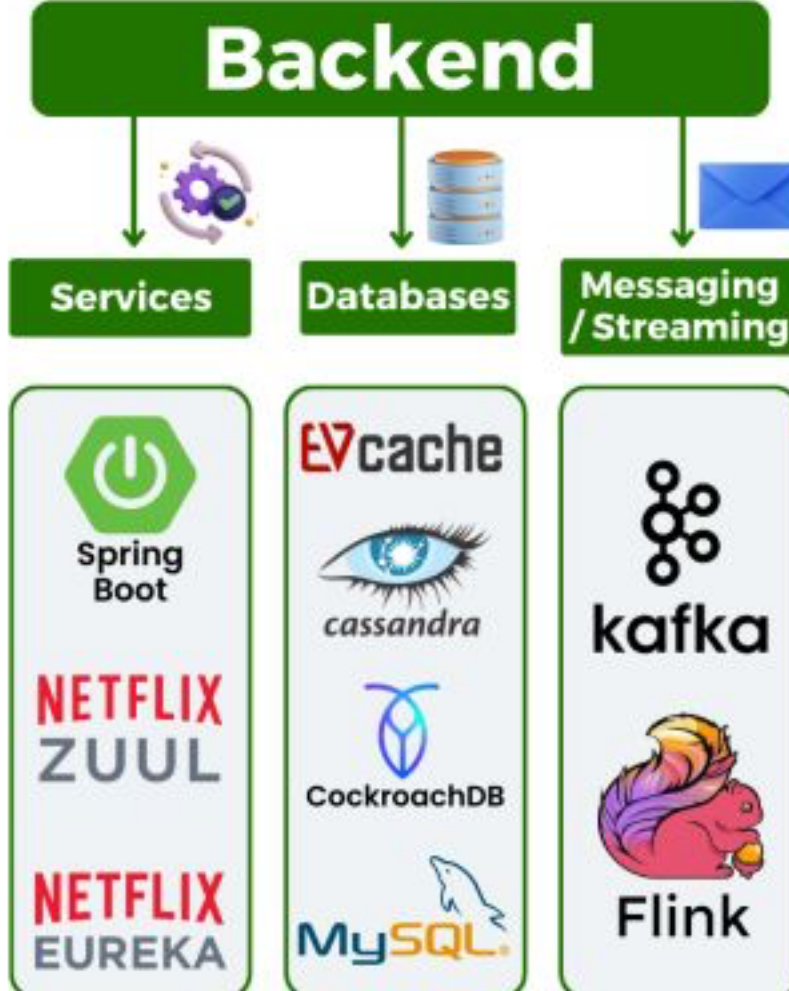 Backend
Services
Databases
Messaging
/ Streaming
Spring
Boot
NETFLIX
ZUUL
NETFLIX
EUREKA
EVcache
cassandra
CockroachDB
MySQL®
kafka
Flink